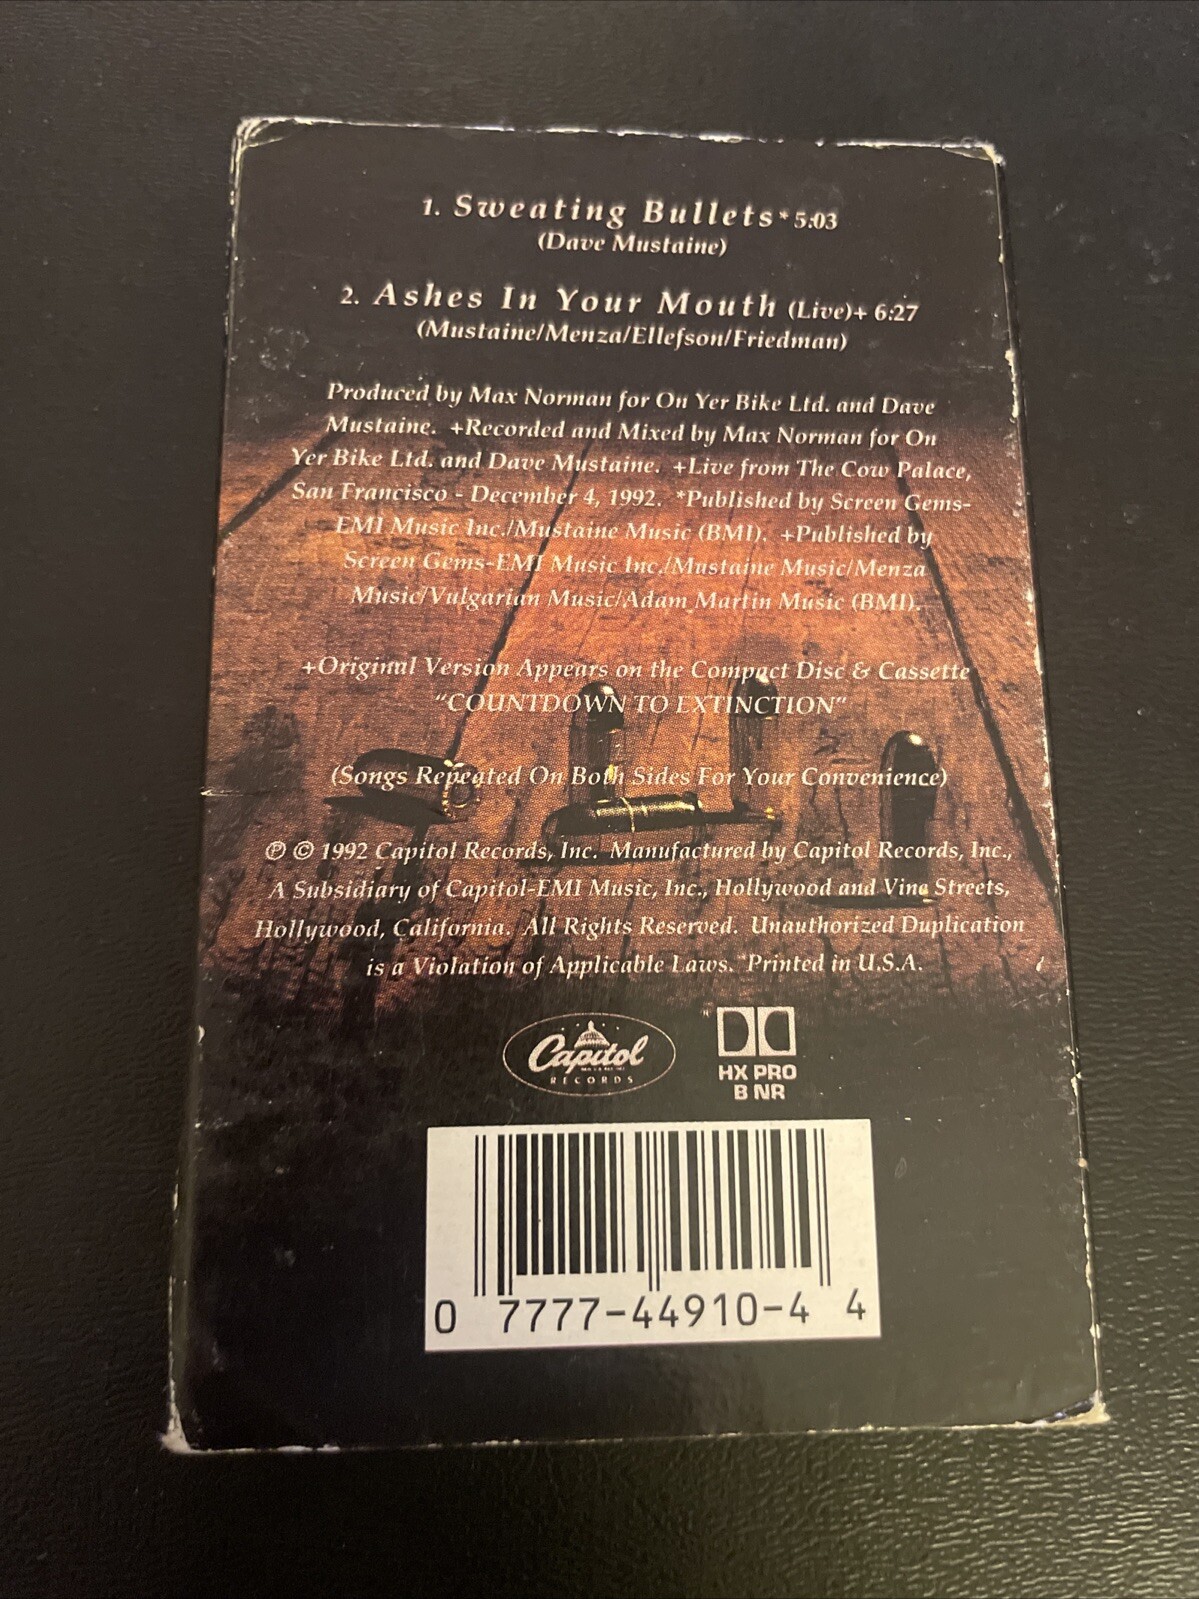 1. Sweating Bullets* 5:03
(Dave Mustaine)
2. Ashes In Your Mouth (Live)+ 6:27
(Mustaine/Menza/Ellefson/Friedman)
Produced by Max Norman for On Yer Bike Ltd. and Dave
Mustaine. +Recorded and Mixed by Max Norman for On
Yer Bike Ltd. and Dave Mustaine. +Live from The Cow Palace,
San Francisco - December 4, 1992. *Published by Screen Gems-
EMI Music Inc./Mustaine Music (BMI). +Published by
Screen Gems-EMI Music Inc./Mustaine Music/Menza
Music/Vulgarian Music/Adam Martin Music (BMI).
+Original Version Appears on the Compact Disc & Cassette
"COUNTDOWN TO EXTINCTION"
(Songs Repeated On Both Sides For Your Convenience)
℗ © 1992 Capitol Records, Inc. Manufactured by Capitol Records, Inc.,
A Subsidiary of Capitol-EMI Music, Inc., Hollywood and Vine Streets,
Hollywood, California. All Rights Reserved. Unauthorized Duplication
is a Violation of Applicable Laws. Printed in U.S.A.
Capitol
RECORDS
HX PRO
B NR
0 7777-44910-4 4